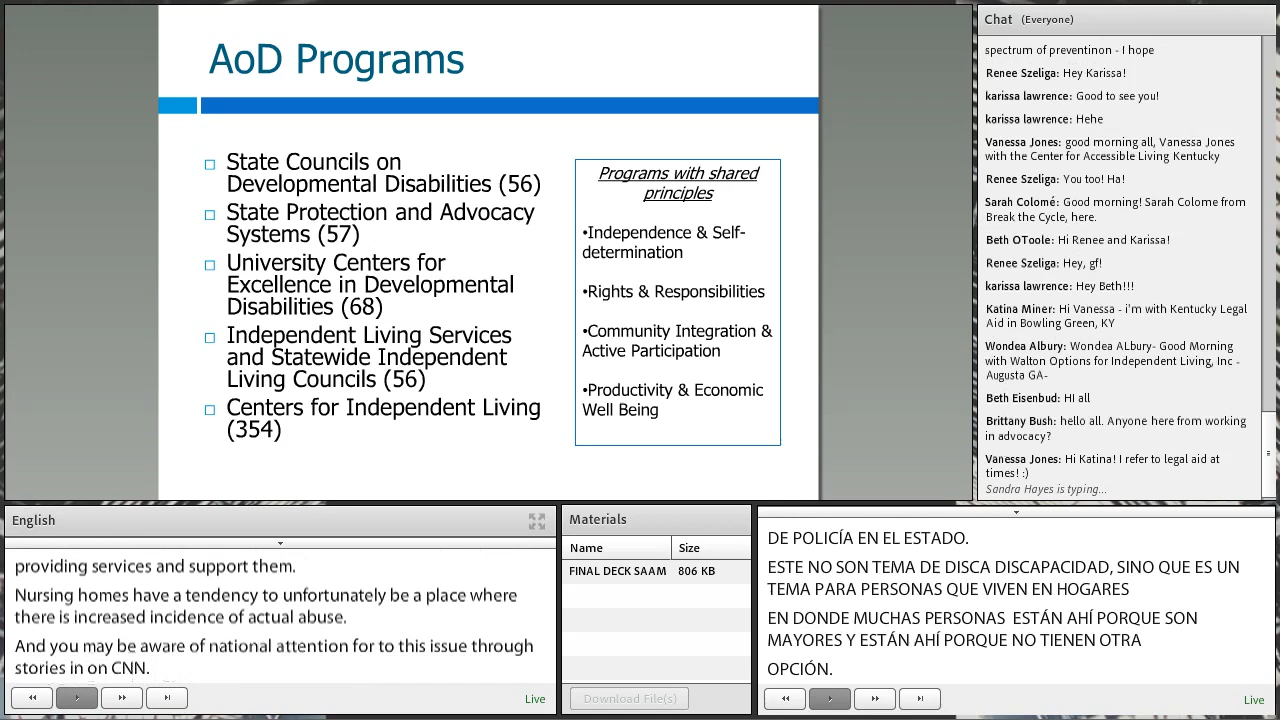 AoD Programs
State Councils on
Developmental Disabilities (56)
State Protection and Advocacy
Systems (57)
University Centers for
Excellence in Developmental
Disabilities (68)
Independent Living Services
and Statewide Independent
Living Councils (56)
Centers for Independent Living
(354)
Programs with shared
principles
•Independence & Self-
determination
•Rights & Responsibilities
•Community Integration &
Active Participation
•Productivity & Economic
Well Being
Chat (Everyone)
spectrum of preventinon - I hope
Renee Szeliga: Hey Karissa!
karissa lawrence: Good to see you!
karissa lawrence: Hehe
Vanessa Jones: good morning all, Vanessa Jones
with the Center for Accessible Living Kentucky
Renee Szeliga: You too! Ha!
Sarah Colomé: Good morning! Sarah Colome from
Break the Cycle, here.
Beth OToole: Hi Renee and Karissa!
Renee Szeliga: Hey, gf!
karissa lawrence: Hey Beth!!!
Katina Miner: Hi Vanessa - i'm with Kentucky Legal
Aid in Bowling Green, KY
Wondea Albury: Wondea ALbury- Good Morning
with Walton Options for Independent Living, Inc -
Augusta GA-
Beth Eisenbud: HI all
Brittany Bush: hello all. Anyone here from working
in advocacy?
Vanessa Jones: Hi Katina! I refer to legal aid at
times! :)
Sandra Hayes is typing...
English
providing services and support them.
Nursing homes have a tendency to unfortunately be a place where
there is increased incidence of actual abuse.
And you may be aware of national attention for to this issue through
stories in on CNN.
Live
Materials
Name Size
FINAL DECK SAAM 806 KB
Download File(s)
DE POLICÍA EN EL ESTADO.
ESTE NO SON TEMA DE DISCA DISCAPACIDAD, SINO QUE ES UN
TEMA PARA PERSONAS QUE VIVEN EN HOGARES
EN DONDE MUCHAS PERSONAS ESTÁN AHÍ PORQUE SON
MAYORES Y ESTÁN AHÍ PORQUE NO TIENEN OTRA
OPCIÓN.
Live